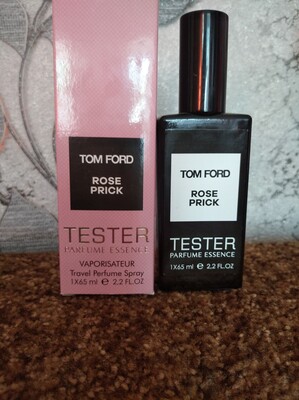 TOM FORD
ROSE
PRICK
TESTER
PARFUME ESSENCE
VAPORISATEUR
Travel Perfume Spray
1X65 ml e 2,2 FL.OZ
TOM FORD
ROSE
PRICK
TESTER
PARFUME ESSENCE
1X65 ml e 2,2 FL.OZ